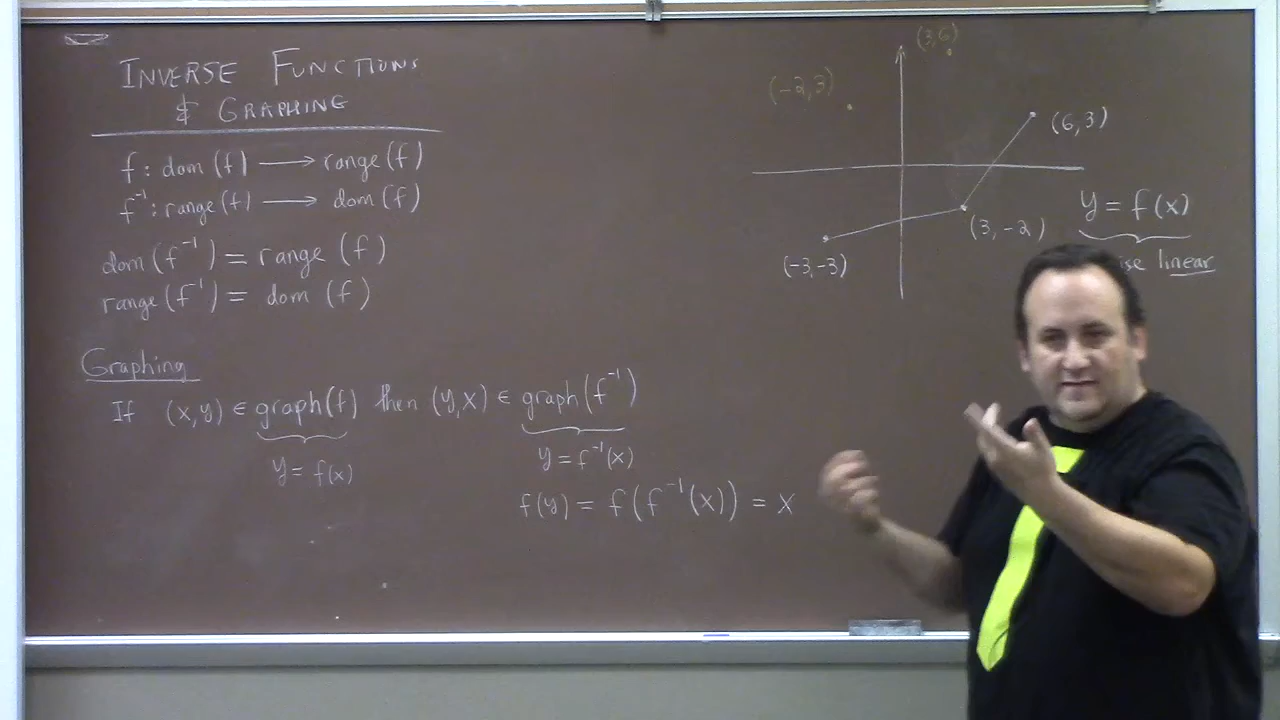 INVERSE FUNCTIONS
& GRAPHING
f : dom (f) ⟶ range (f)
f⁻¹ : range (f) ⟶ dom (f)
dom (f⁻¹) = range (f)
range (f⁻¹) = dom (f)
Graphing
If (x,y) ∈ graph(f) then (y,x) ∈ graph(f⁻¹)
y = f(x)
y = f⁻¹(x)
f(y) = f(f⁻¹(x)) = x
(3,6)
(-2,3)
(6,3)
(3,-2)
(-3,-3)
y = f(x)
linear